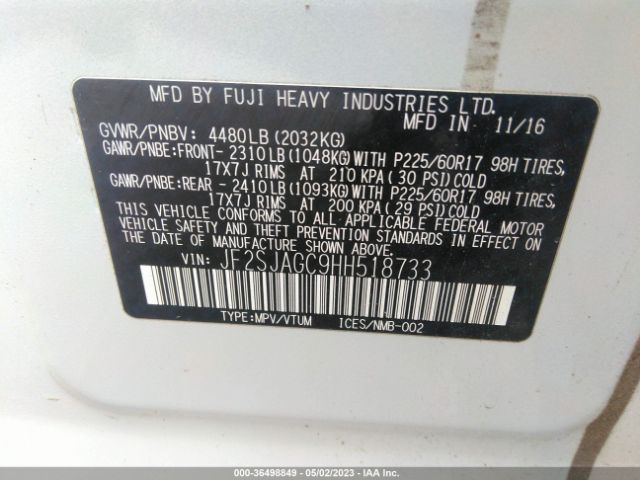 MFD BY FUJI HEAVY INDUSTRIES LTD.
MFD IN 11/16
GVWR/PNBV: 4480LB (2032KG)
GAWR/PNBE:FRONT- 2310LB(1048KG)WITH P225/60R17 98H TIRES,
17X7J RIMS AT 210 KPA (30 PSI)COLD
GAWR/PNBE:REAR - 2410LB(1093KG)WITH P225/60R17 98H TIRES,
17X7J RIMS AT 200 KPA (29 PSI)COLD
THIS VEHICLE CONFORMS TO ALL APPLICABLE FEDERAL MOTOR
VEHICLE SAFETY AND THEFT PREVENTION STANDARDS IN EFFECT
ON THE DATE OF MANUFACTURE SHOWN ABOVE.
VIN: JF2SJAGC9HH518733
TYPE:MPV/VTUM ICES/NMB-002
000-36498849 - 05/02/2023 - IAA Inc.